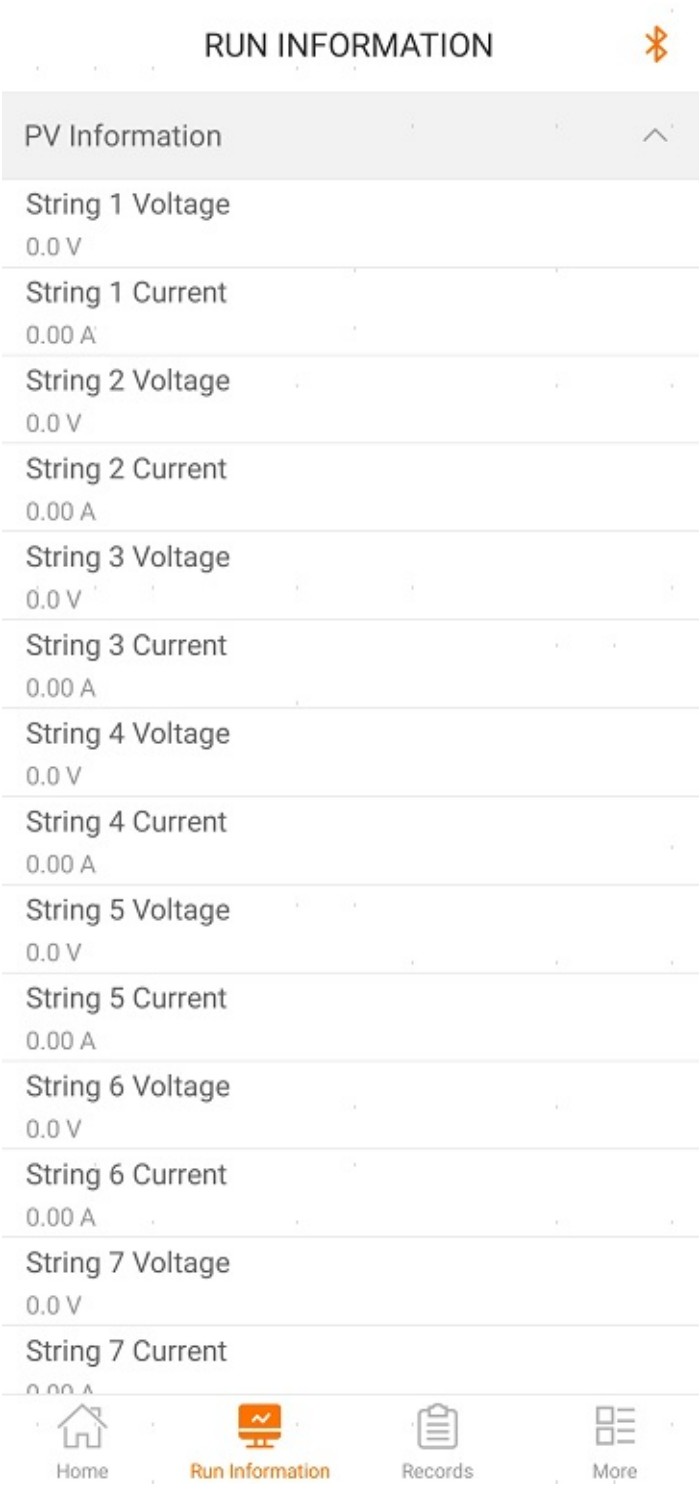 RUN INFORMATION
PV Information
String 1 Voltage
0.0 V
String 1 Current
0.00 A
String 2 Voltage
0.0 V
String 2 Current
0.00 A
String 3 Voltage
0.0 V
String 3 Current
0.00 A
String 4 Voltage
0.0 V
String 4 Current
0.00 A
String 5 Voltage
0.0 V
String 5 Current
0.00 A
String 6 Voltage
0.0 V
String 6 Current
0.00 A
String 7 Voltage
0.0 V
String 7 Current
0.00 A
Home
Run Information
Records
More